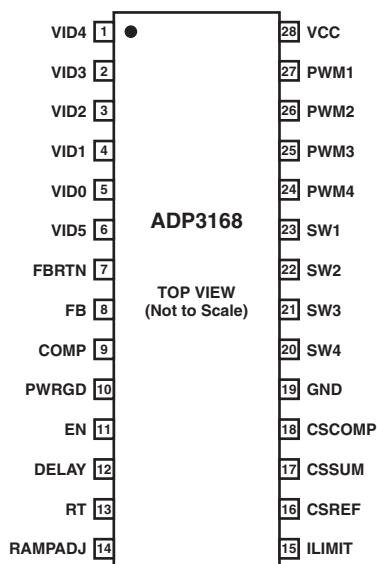 VID4 1 28 VCC
VID3 2 27 PWM1
VID2 3 26 PWM2
VID1 4 25 PWM3
VID0 5 24 PWM4
ADP3168
VID5 6 23 SW1
FBRTN 7 22 SW2
TOP VIEW
(Not to Scale)
FB 8 21 SW3
COMP 9 20 SW4
PWRGD 10 19 GND
EN 11 18 CSCOMP
DELAY 12 17 CSSUM
RT 13 16 CSREF
RAMPADJ 14 15 ILIMIT